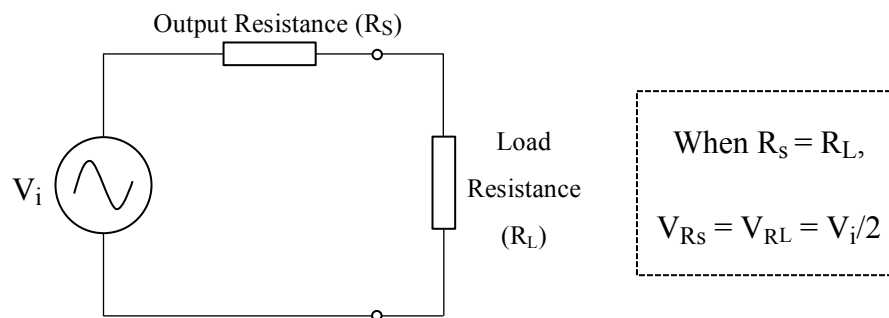 Output Resistance (RS)
Vi
Load
Resistance
(RL)
When Rs = RL,
VRs = VRL = Vi/2